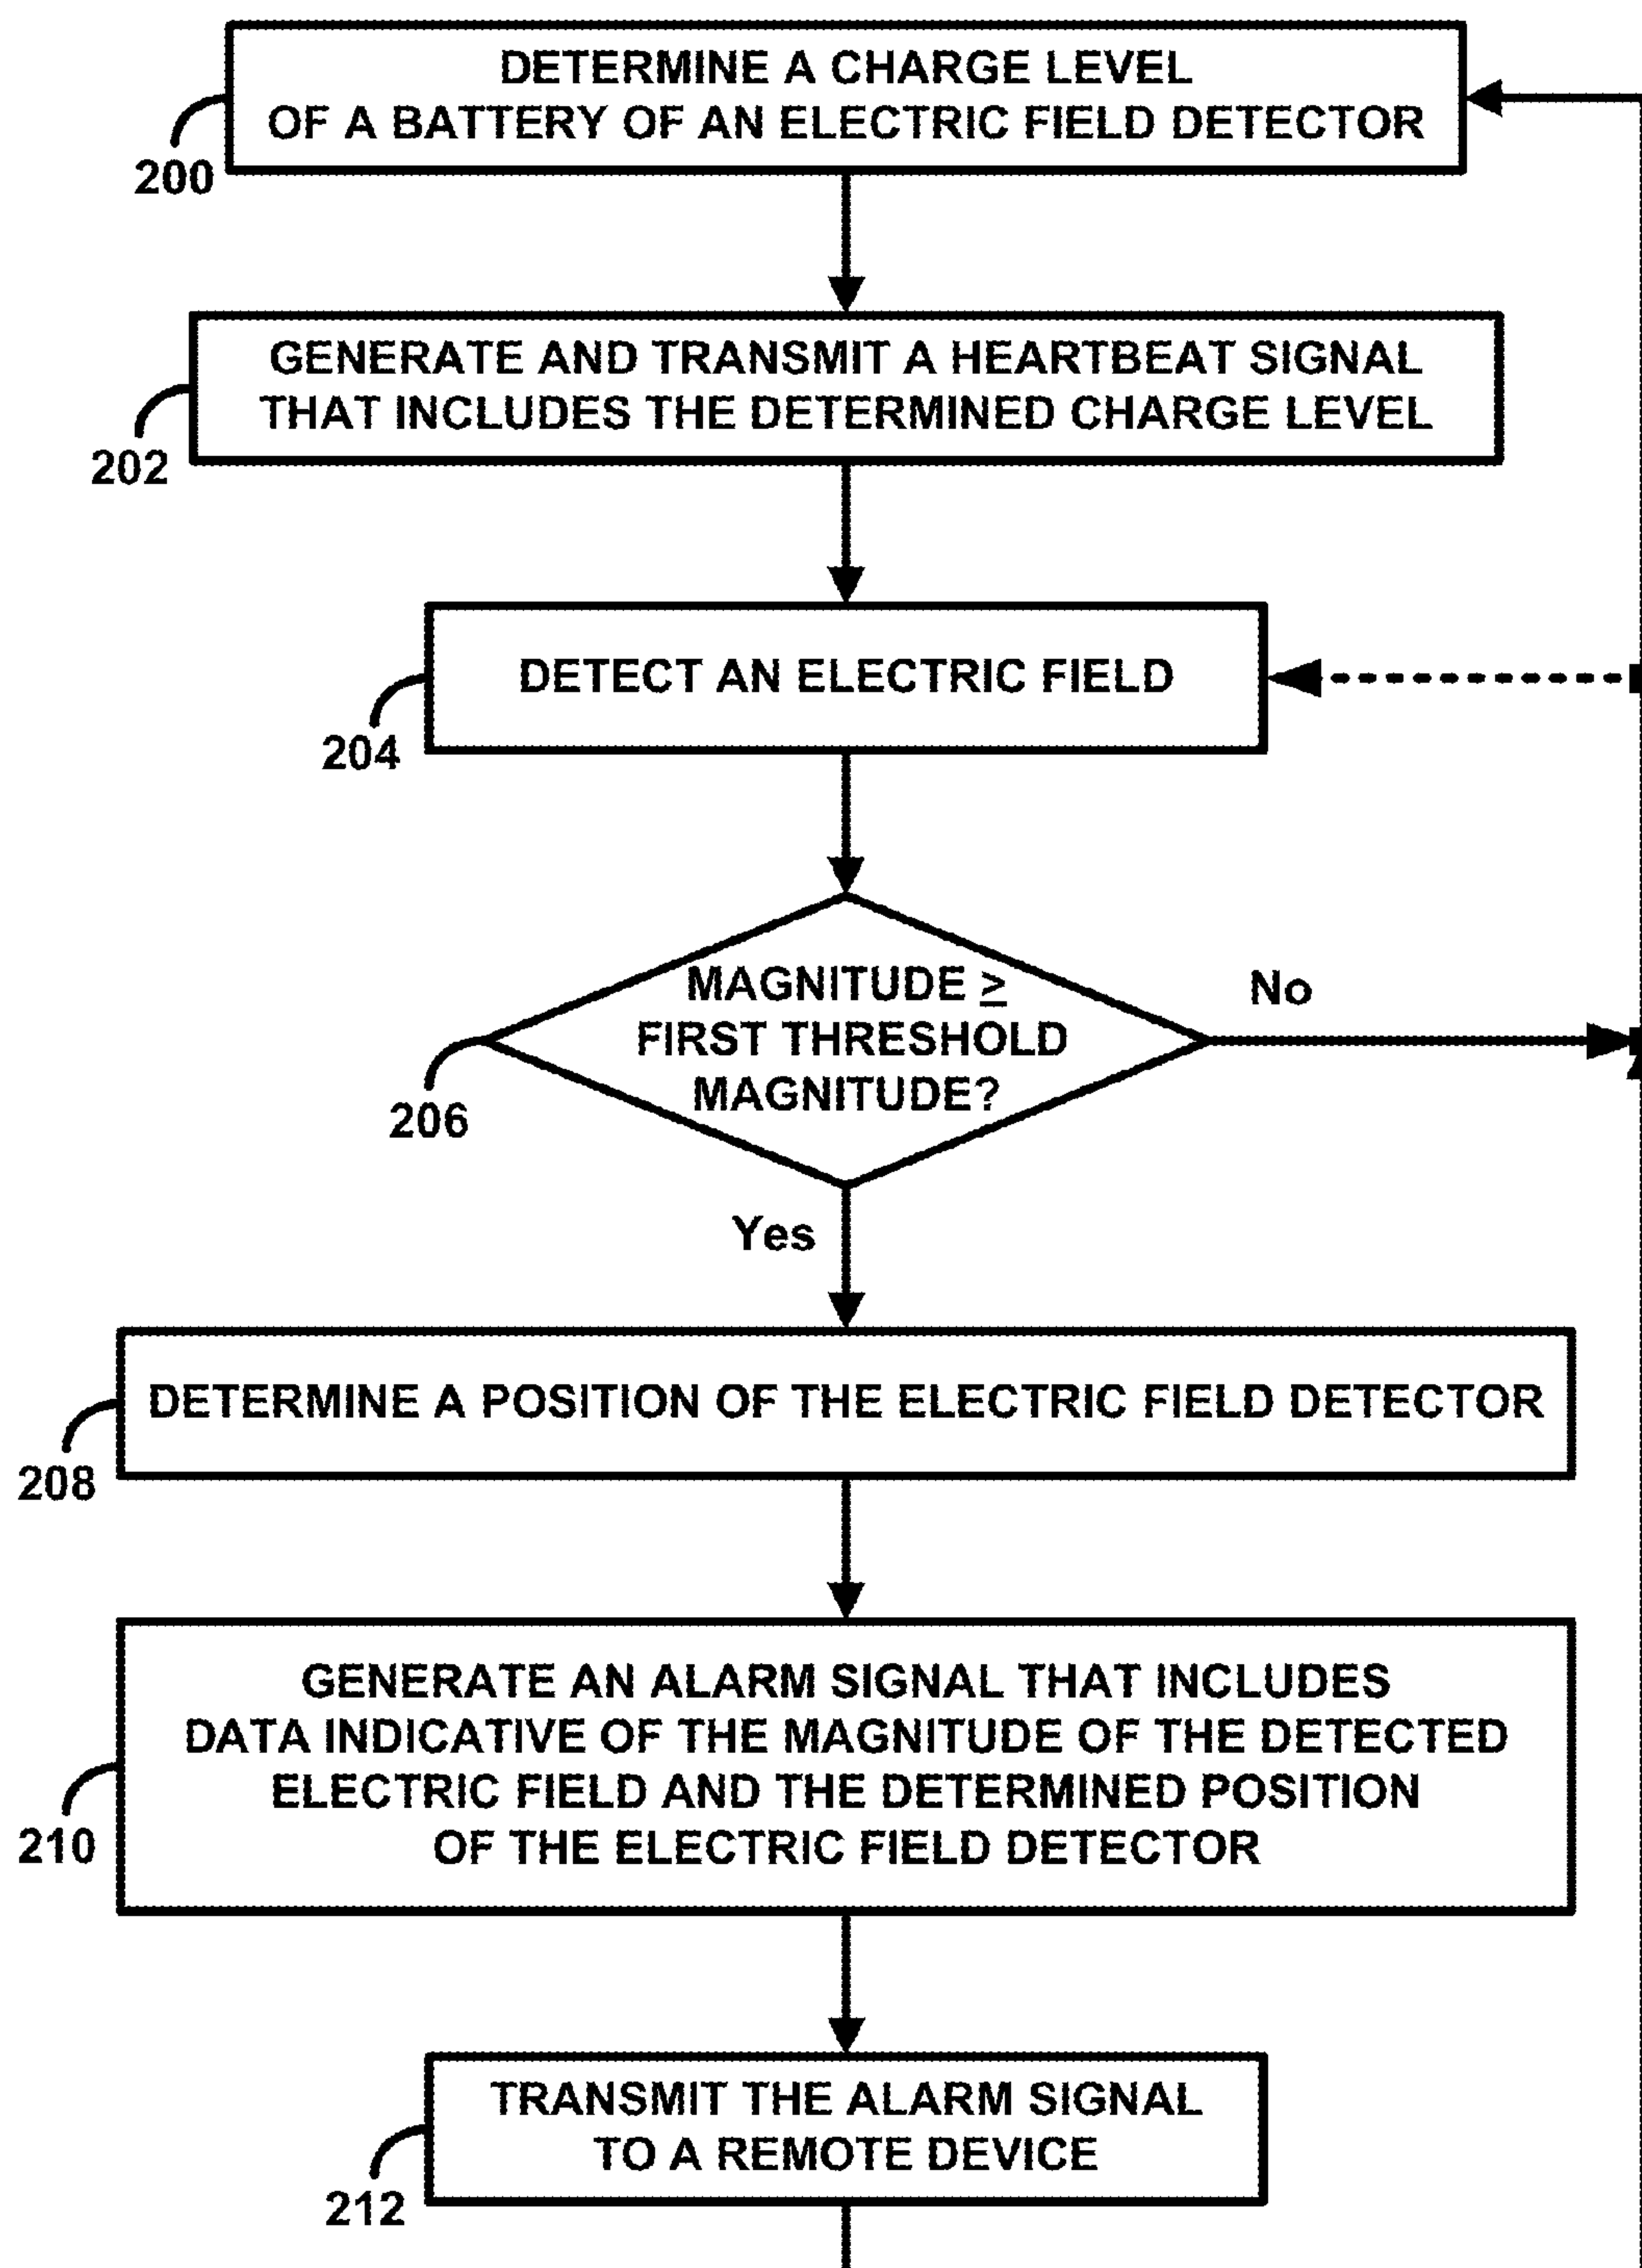 DETERMINE A CHARGE LEVEL
OF A BATTERY OF AN ELECTRIC FIELD DETECTOR
200
GENERATE AND TRANSMIT A HEARTBEAT SIGNAL
THAT INCLUDES THE DETERMINED CHARGE LEVEL
202
DETECT AN ELECTRIC FIELD
204
MAGNITUDE ≥
FIRST THRESHOLD
MAGNITUDE?
No
206
Yes
DETERMINE A POSITION OF THE ELECTRIC FIELD DETECTOR
208
GENERATE AN ALARM SIGNAL THAT INCLUDES
DATA INDICATIVE OF THE MAGNITUDE OF THE DETECTED
ELECTRIC FIELD AND THE DETERMINED POSITION
OF THE ELECTRIC FIELD DETECTOR
210
TRANSMIT THE ALARM SIGNAL
TO A REMOTE DEVICE
212